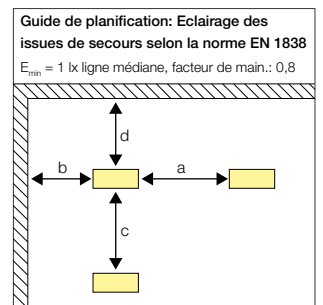 Guide de planification: Eclairage des
issues de secours selon la norme EN 1838
Emin = 1 lx ligne médiane, facteur de main.: 0,8
d
b
a
c